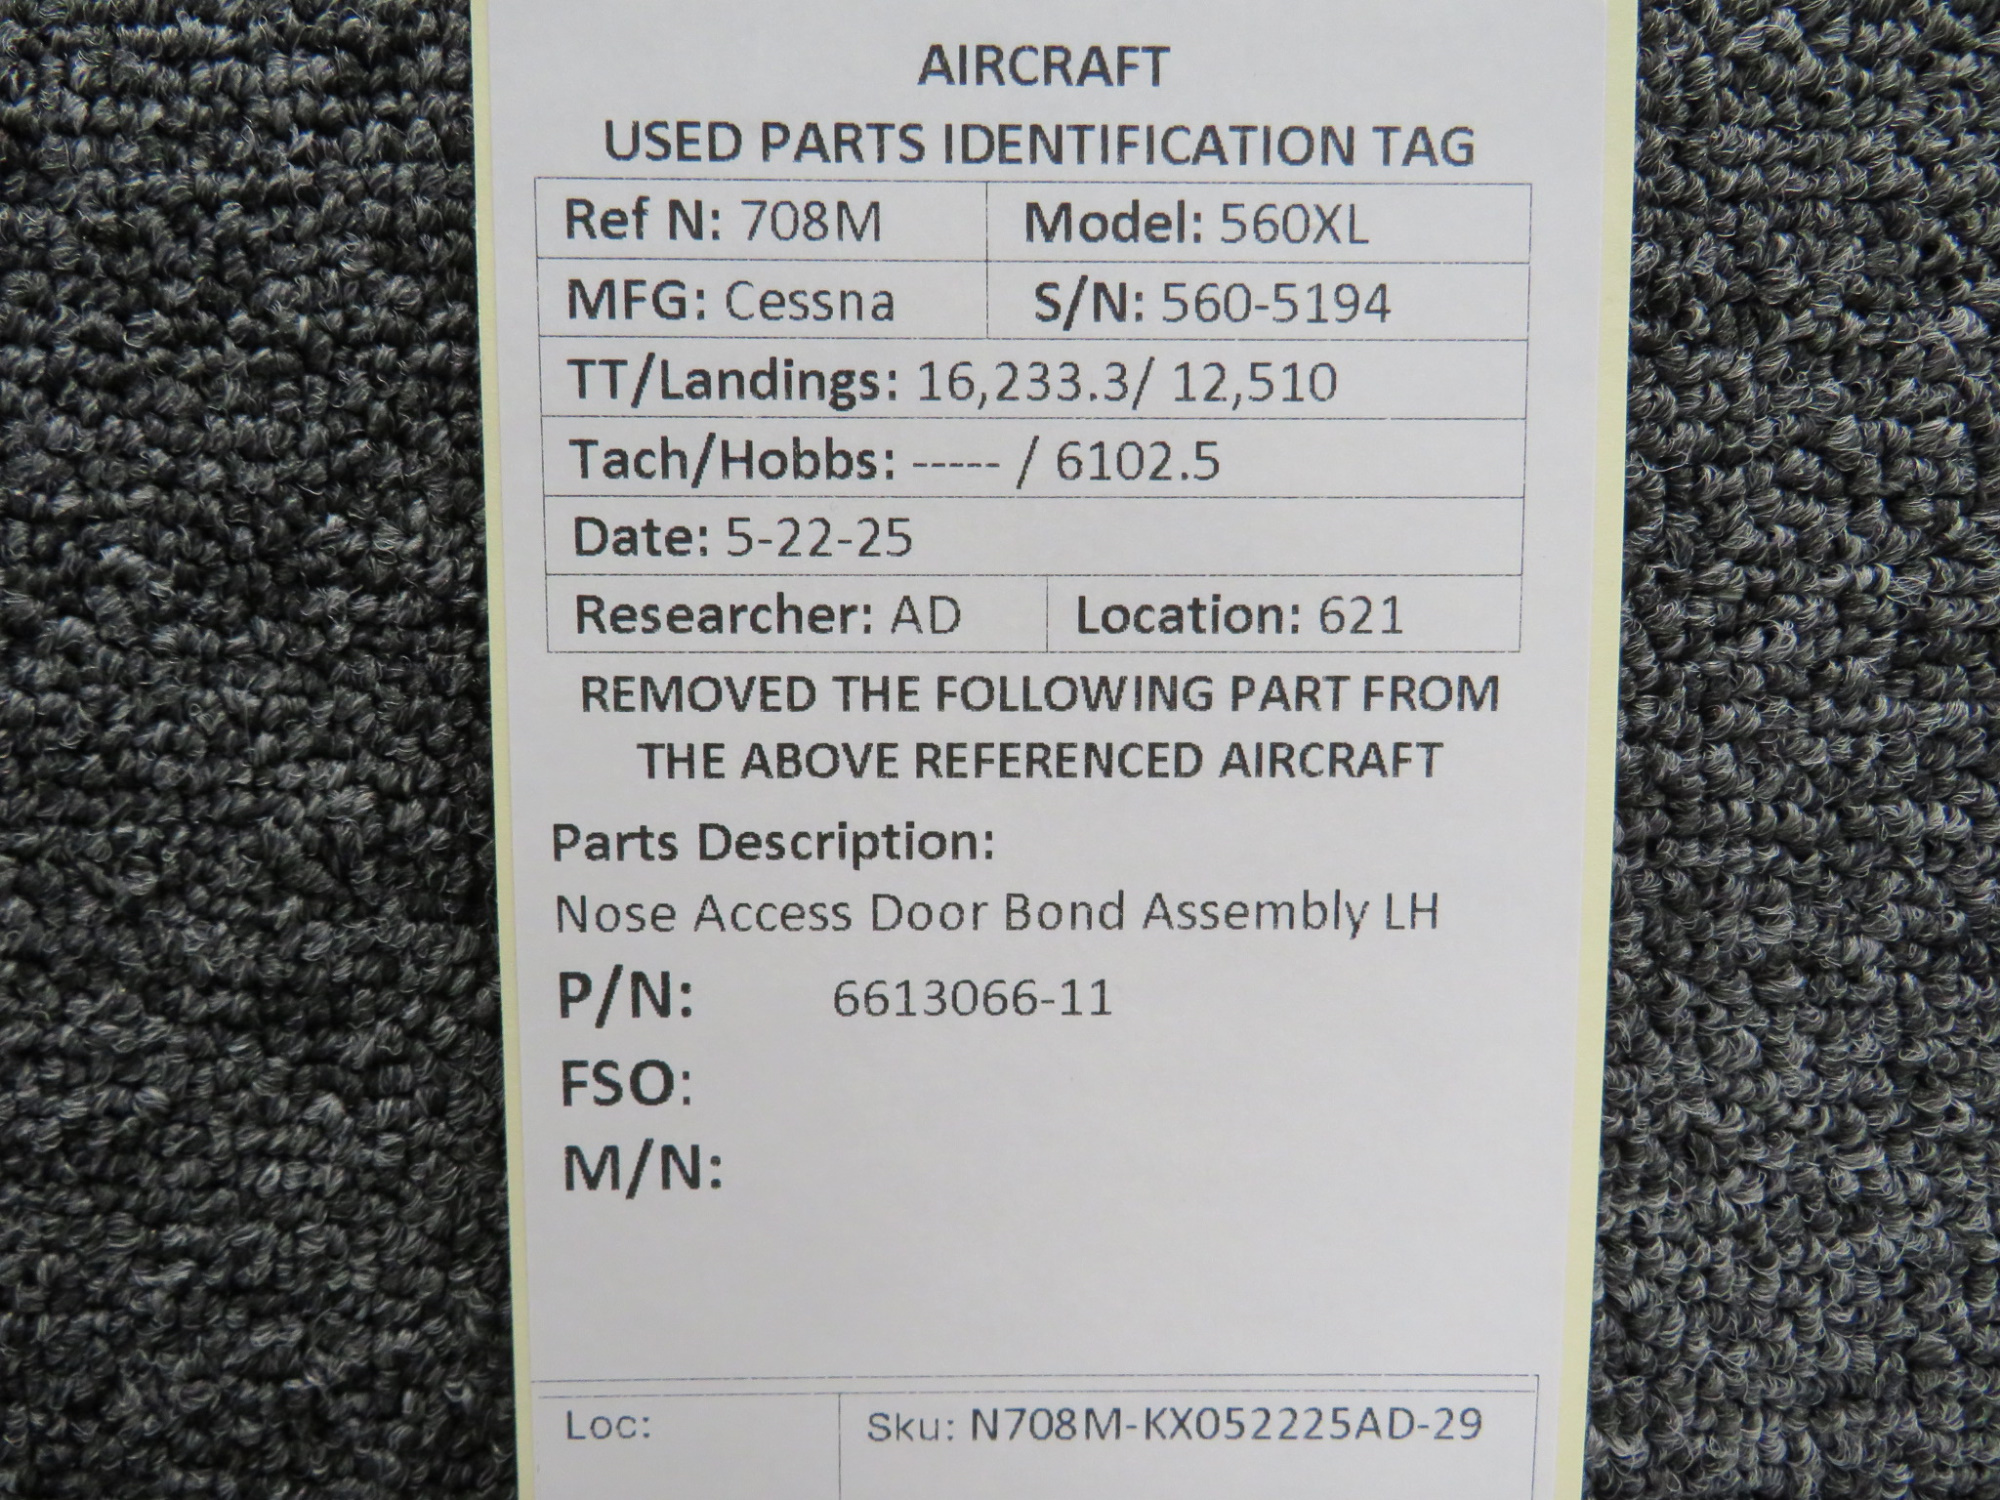 AIRCRAFT
USED PARTS IDENTIFICATION TAG
Ref N: 708M Model: 560XL
MFG: Cessna S/N: 560-5194
TT/Landings: 16,233.3/ 12,510
Tach/Hobbs: ----- / 6102.5
Date: 5-22-25
Researcher: AD Location: 621
REMOVED THE FOLLOWING PART FROM
THE ABOVE REFERENCED AIRCRAFT
Parts Description:
Nose Access Door Bond Assembly LH
P/N: 6613066-11
FSO:
M/N:
Loc: Sku: N708M-KX052225AD-29